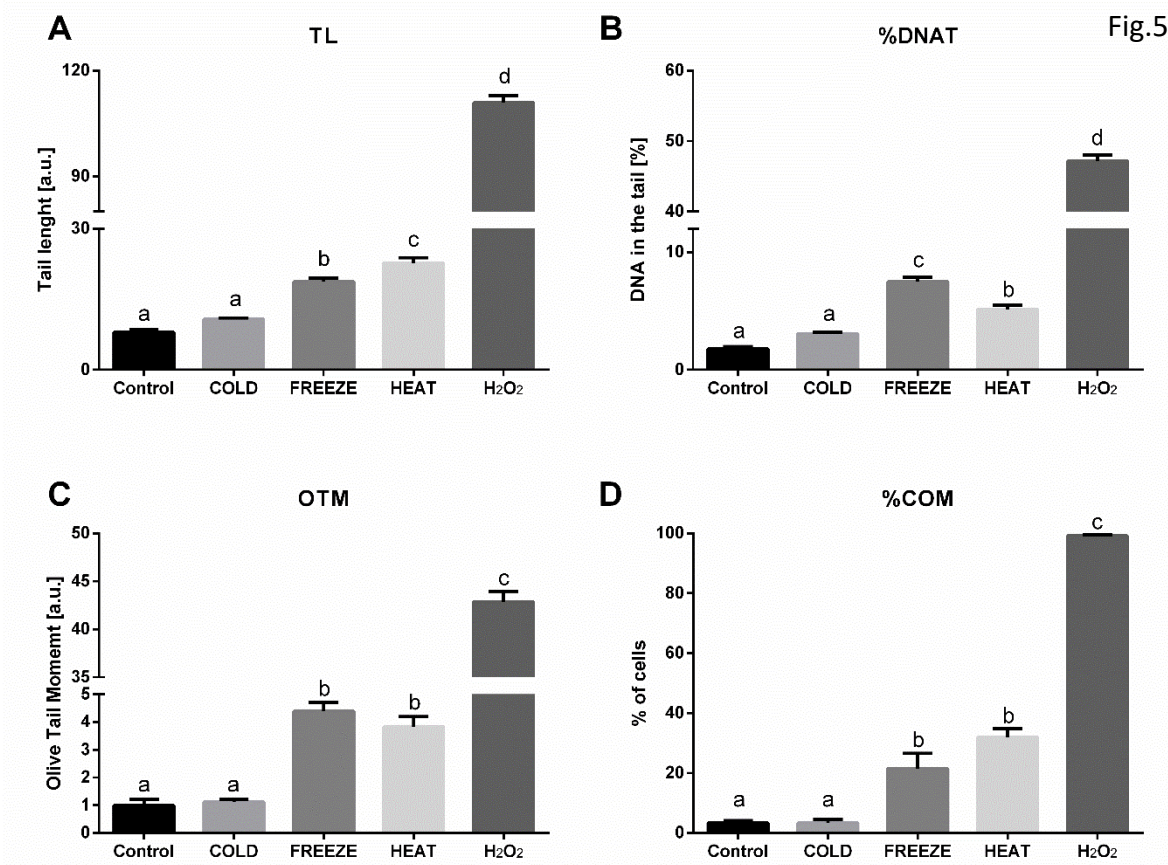 Fig.5
A
TL
Tail lenght [a.u.]
120
90
30
0
a
a
b
c
d
Control COLD FREEZE HEAT H2O2
B
%DNAT
DNA in the tail [%]
60
50
40
10
0
a
a
c
b
d
Control COLD FREEZE HEAT H2O2
C
OTM
Olive Tail Momemt [a.u.]
50
45
40
35
5
4
3
2
1
0
a
a
b
b
c
Control COLD FREEZE HEAT H2O2
D
%COM
% of cells
100
80
60
40
20
0
a
a
b
b
c
Control COLD FREEZE HEAT H2O2